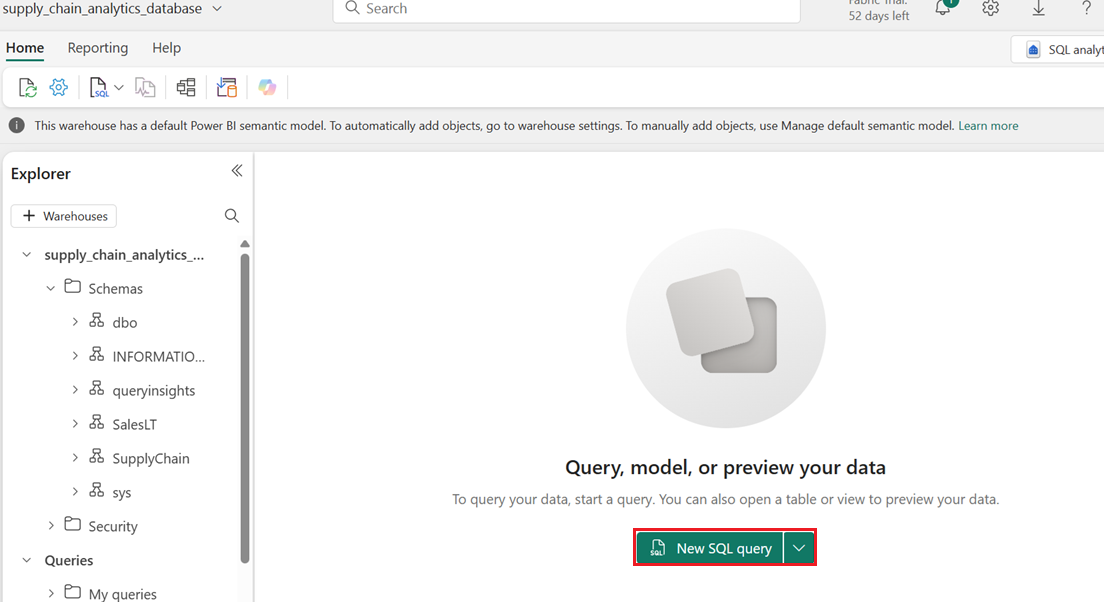 supply_chain_analytics_database
Search
Fabric Trial:
52 days left
1
?
Home Reporting Help
SQL analyt
SQL
This warehouse has a default Power BI semantic model. To automatically add objects, go to warehouse settings. To manually add objects, use Manage default semantic model. Learn more
Explorer
+ Warehouses
supply_chain_analytics_...
Schemas
dbo
INFORMATIO...
queryinsights
SalesLT
SupplyChain
sys
Security
Queries
My queries
Query, model, or preview your data
To query your data, start a query. You can also open a table or view to preview your data.
SQL New SQL query